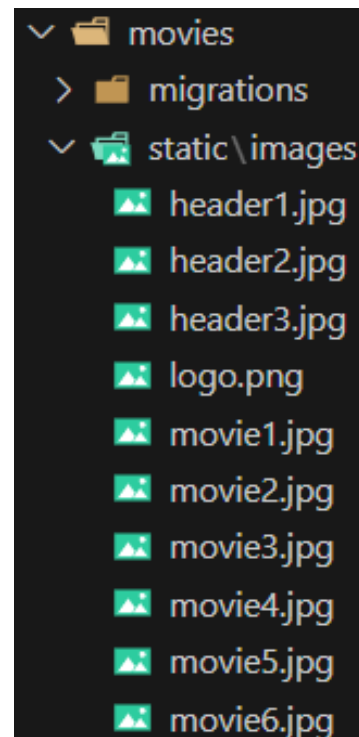 movies
migrations
static\images
header1.jpg
header2.jpg
header3.jpg
logo.png
movie1.jpg
movie2.jpg
movie3.jpg
movie4.jpg
movie5.jpg
movie6.jpg